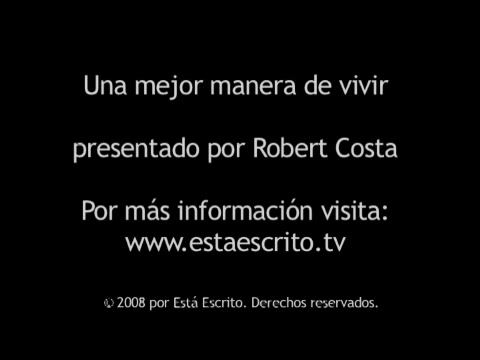 Una mejor manera de vivir
presentado por Robert Costa
Por más información visita:
www.estaescrito.tv
© 2008 por Está Escrito. Derechos reservados.